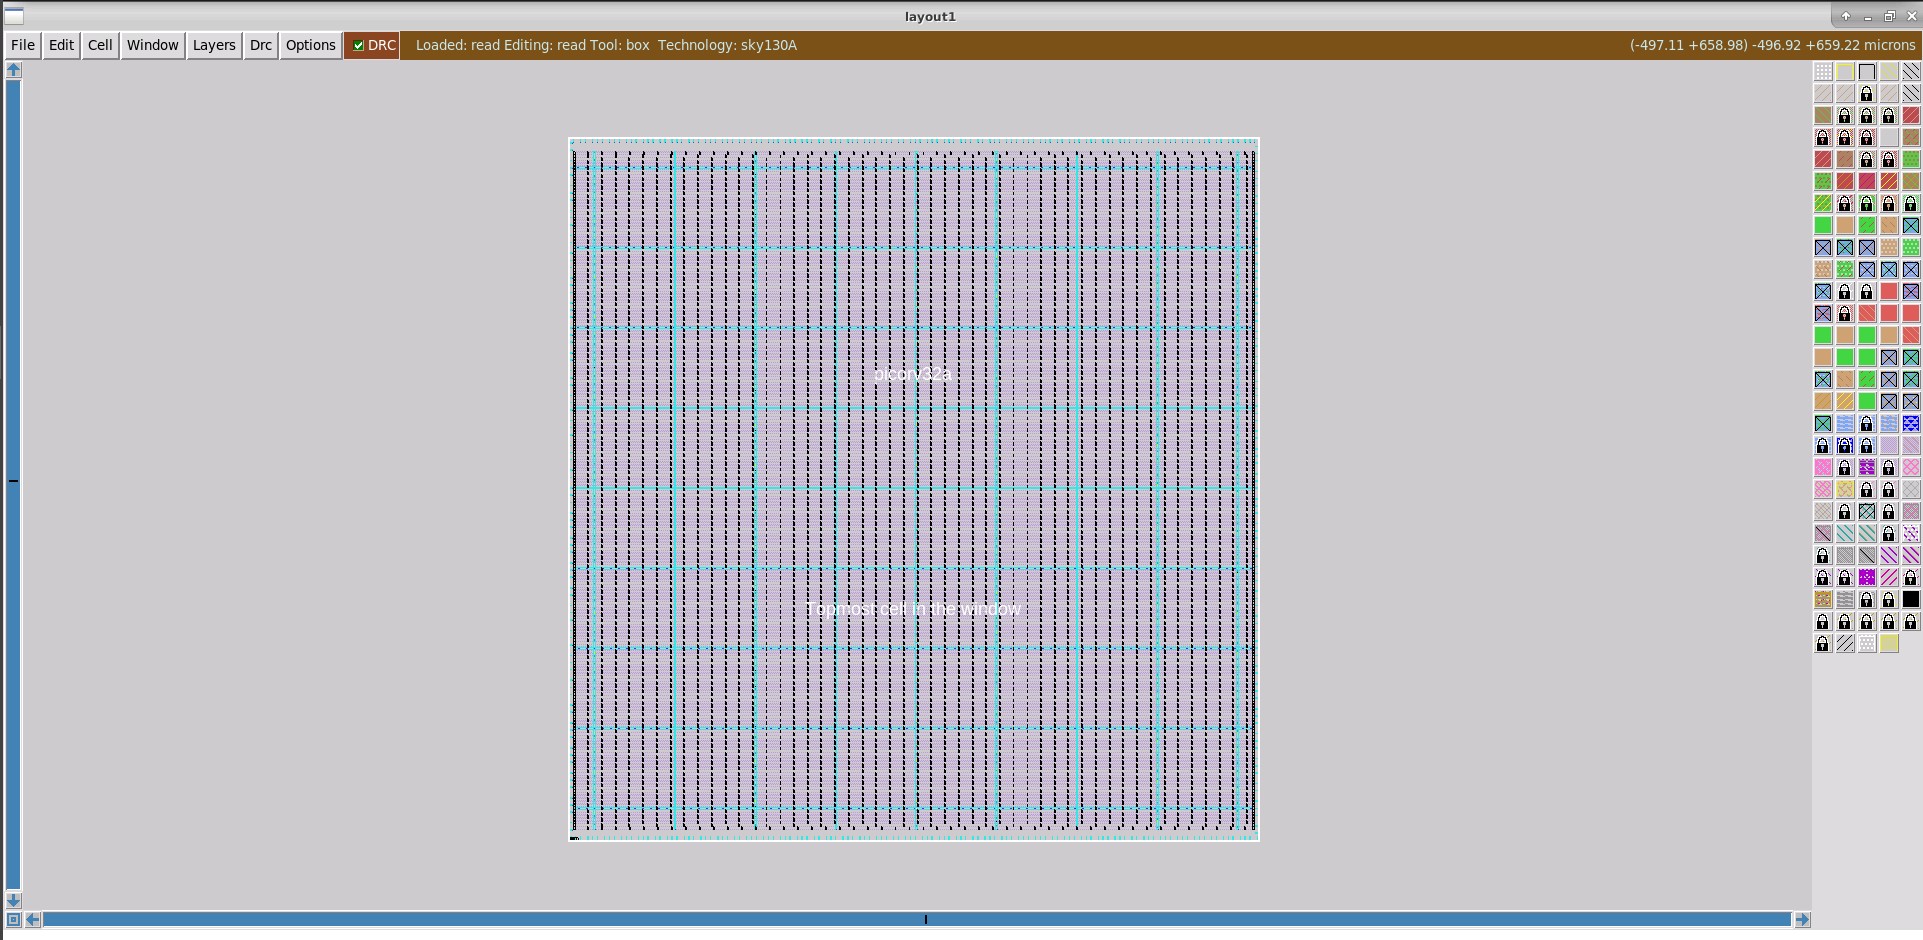 layout1
File Edit Cell Window Layers Drc Options DRC Loaded: read Editing: read Tool: box Technology: sky130A (-497.11 +658.98) -496.92 +659.22 microns
picorv32a
Topmost cell in the window